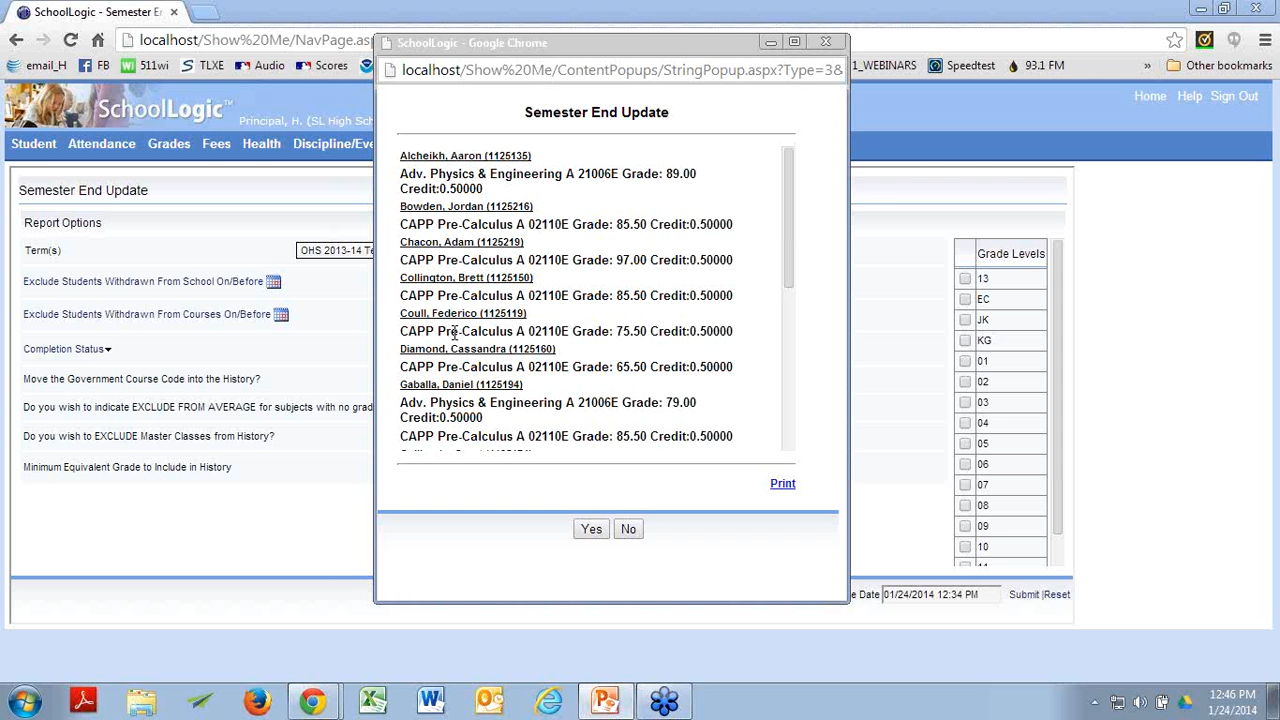 SchoolLogic - Semester En
localhost/Show%20Me/NavPage.asp
email_H
FB
511wi
TLXE
Audio
Scores
1_WEBINARS
Speedtest
93.1 FM
»
Other bookmarks
SchoolLogic™
Principal, H. (SL High Scho
Home Help Sign Out
Student Attendance Grades Fees Health Discipline/Eve
Semester End Update
Report Options
Term(s)
OHS 2013-14 Te
Exclude Students Withdrawn From School On/Before
Exclude Students Withdrawn From Courses On/Before
Completion Status
Move the Government Course Code into the History?
Do you wish to indicate EXCLUDE FROM AVERAGE for subjects with no grad
Do you wish to EXCLUDE Master Classes from History?
Minimum Equivalent Grade to Include in History
SchoolLogic - Google Chrome
localhost/Show%20Me/ContentPopups/StringPopup.aspx?Type=3&
Semester End Update
Alcheikh, Aaron (1125135)
Adv. Physics & Engineering A 21006E Grade: 89.00
Credit:0.50000
Bowden, Jordan (1125216)
CAPP Pre-Calculus A 02110E Grade: 85.50 Credit:0.50000
Chacon, Adam (1125219)
CAPP Pre-Calculus A 02110E Grade: 97.00 Credit:0.50000
Collington, Brett (1125150)
CAPP Pre-Calculus A 02110E Grade: 85.50 Credit:0.50000
Coull, Federico (1125119)
CAPP Pre-Calculus A 02110E Grade: 75.50 Credit:0.50000
Diamond, Cassandra (1125160)
CAPP Pre-Calculus A 02110E Grade: 65.50 Credit:0.50000
Gaballa, Daniel (1125194)
Adv. Physics & Engineering A 21006E Grade: 79.00
Credit:0.50000
CAPP Pre-Calculus A 02110E Grade: 85.50 Credit:0.50000
Print
Yes
No
Grade Levels
13
EC
JK
KG
01
02
03
04
05
06
07
08
09
10
e Date
01/24/2014 12:34 PM
Submit |Reset
12:46 PM
1/24/2014